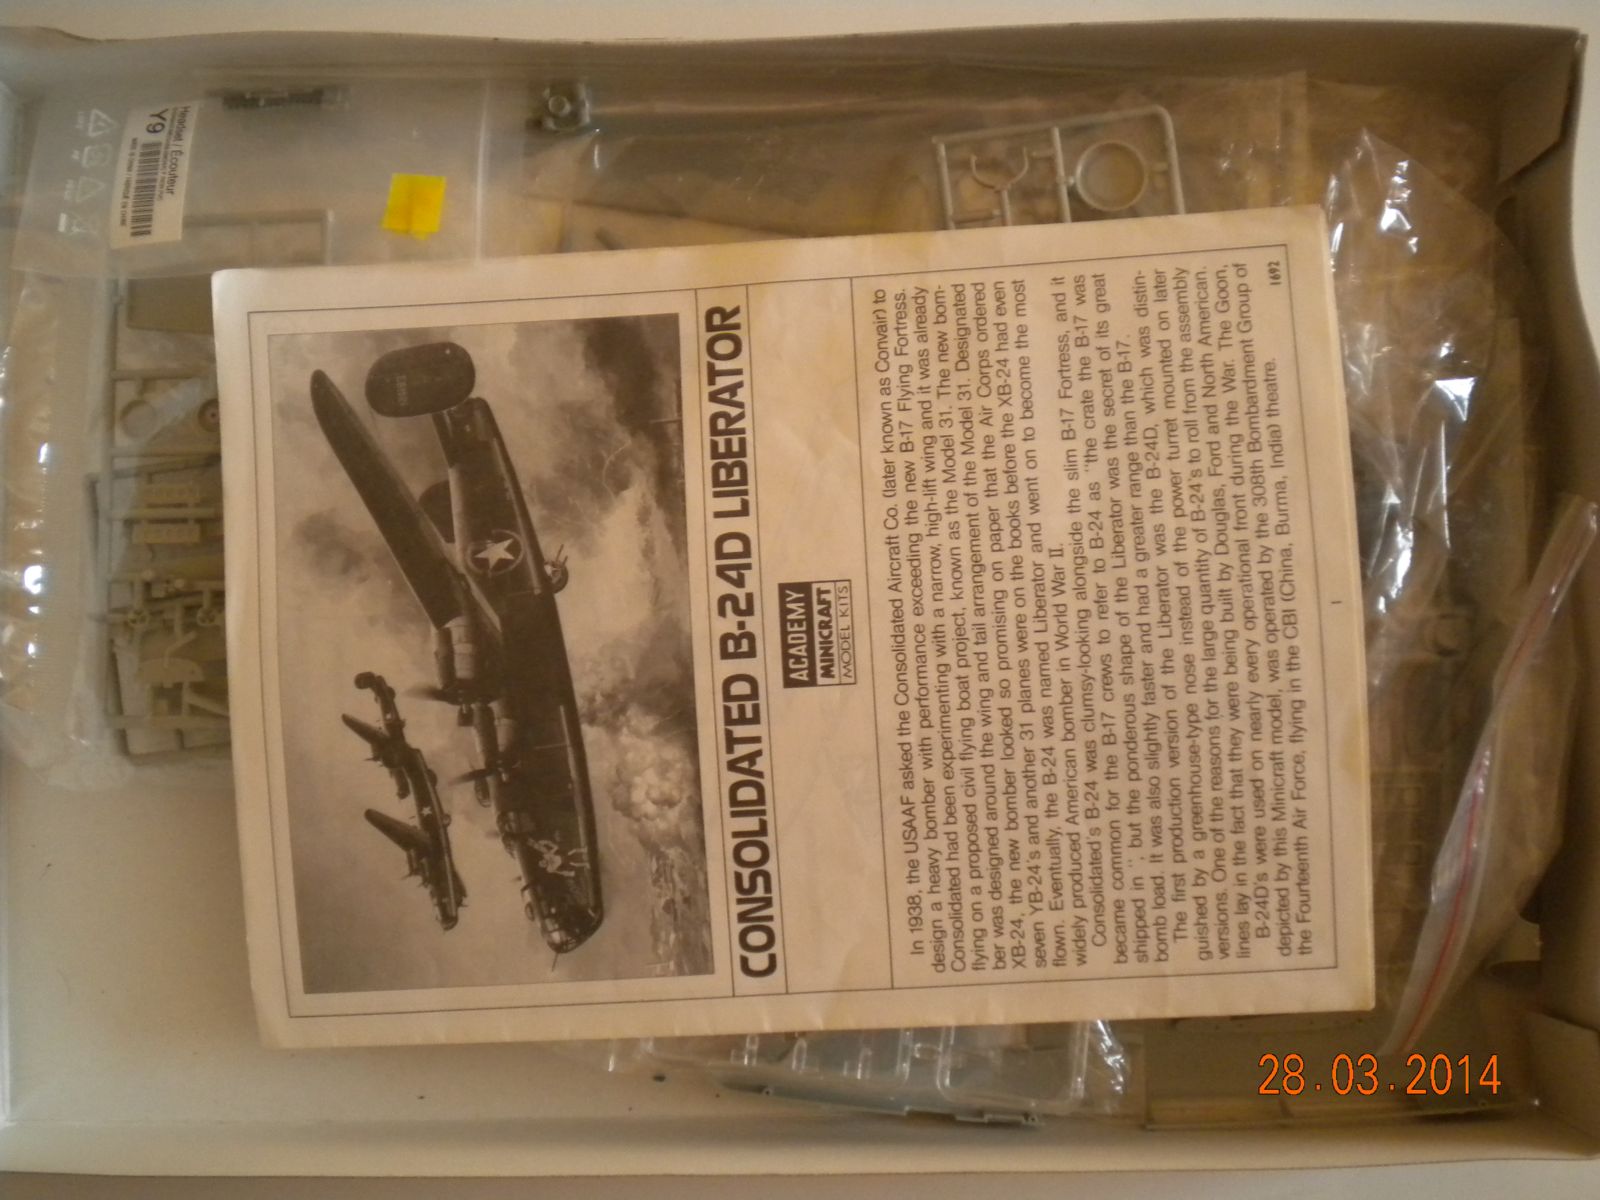 CONSOLIDATED B-24D LIBERATOR
ACADEMY
MINICRAFT
MODEL KITS
In 1938, the USAAF asked the Consolidated Aircraft Co. (later known as Convair) to
design a heavy bomber with performance exceeding the new B-17 Flying Fortress.
Consolidated had been experimenting with a narrow, high-lift wing and it was already
flying on a proposed civil flying boat project, known as the Model 31. The new bom-
ber was designed around the wing and tail arrangement of the Model 31. Designated
XB-24, the new bomber looked so promising on paper that the Air Corps ordered
seven YB-24's and another 31 planes were on the books before the XB-24 had even
flown. Eventually, the B-24 was named Liberator and went on to become the most
widely produced American bomber in World War II.
Consolidated's B-24 was clumsy-looking alongside the slim B-17 Fortress, and it
became common for the B-17 crews to refer to B-24 as "the crate the B-17 was
shipped in", but the ponderous shape of the Liberator was the secret of its great
bomb load. It was also slightly faster and had a greater range than the B-17.
The first production version of the Liberator was the B-24D, which was distin-
guished by a greenhouse-type nose instead of the power turret mounted on later
versions. One of the reasons for the large quantity of B-24's to roll from the assembly
lines lay in the fact that they were being built by Douglas, Ford and North American.
B-24D's were used on nearly every operational front during the War. The Goon,
depicted by this Minicraft model, was operated by the 308th Bombardment Group of
the Fourteenth Air Force, flying in the CBI (China, Burma, India) theatre.
1692
1
Headset / Écouteur
Y9
28.03.2014